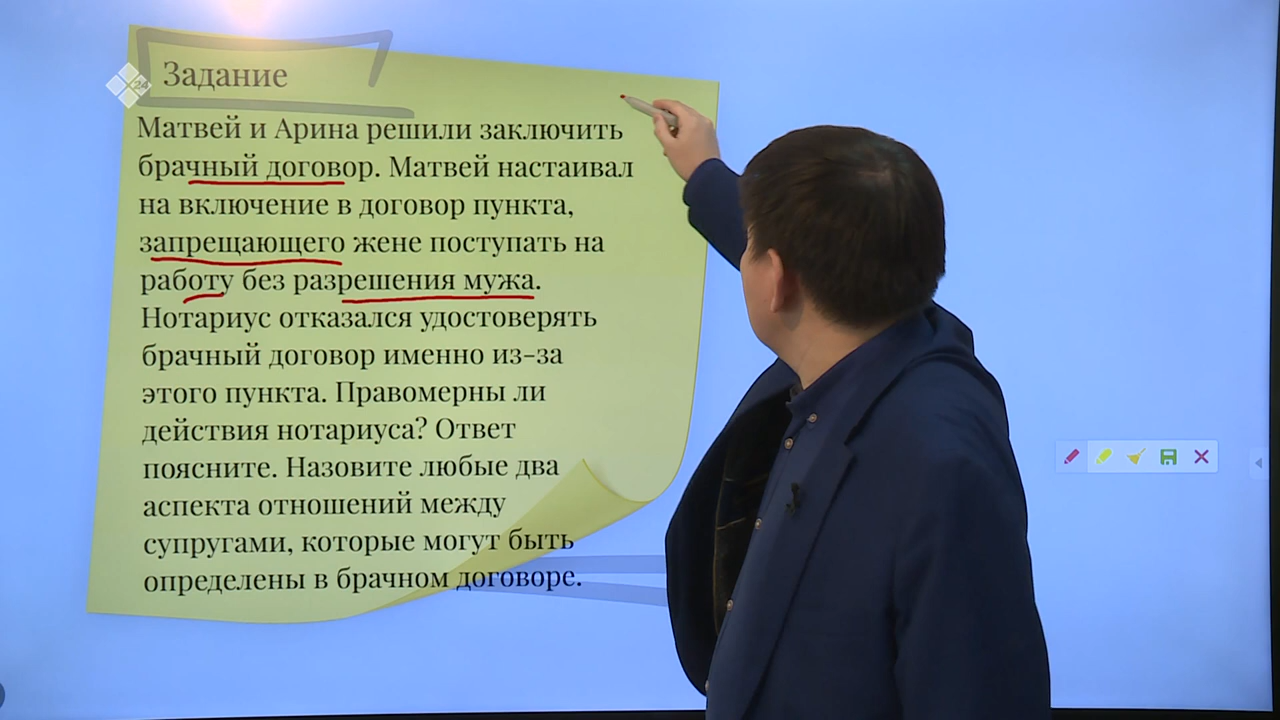 Задание
Матвей и Арина решили заключить
брачный договор. Матвей настаивал
на включение в договор пункта,
запрещающего жене поступать на
работу без разрешения мужа.
Нотариус отказался удостоверять
брачный договор именно из-за
этого пункта. Правомерны ли
действия нотариуса? Ответ
поясните. Назовите любые два
аспекта отношений между
супругами, которые могут быть
определены в брачном договоре.